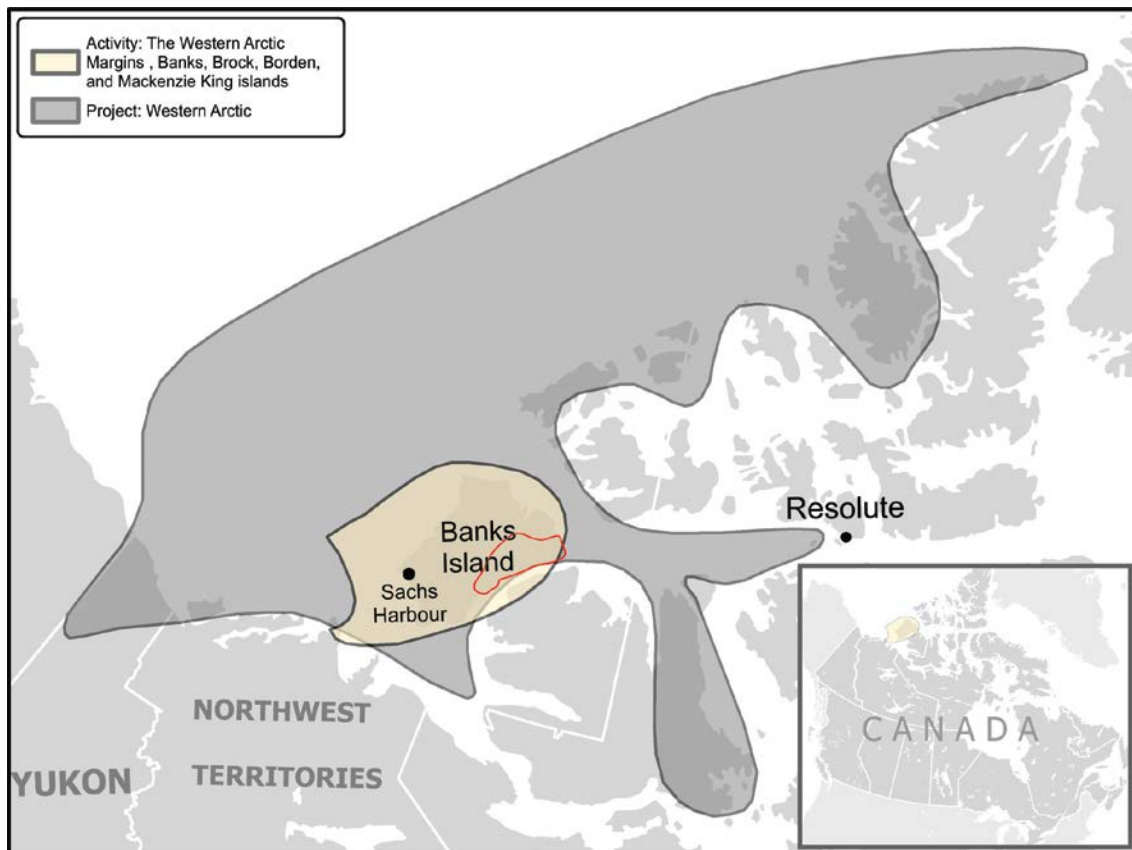 Activity: The Western Arctic
Margins , Banks, Brock, Borden,
and Mackenzie King islands
Project: Western Arctic
Resolute
Banks
Island
Sachs
Harbour
NORTHWEST
TERRITORIES
YUKON
CANADA